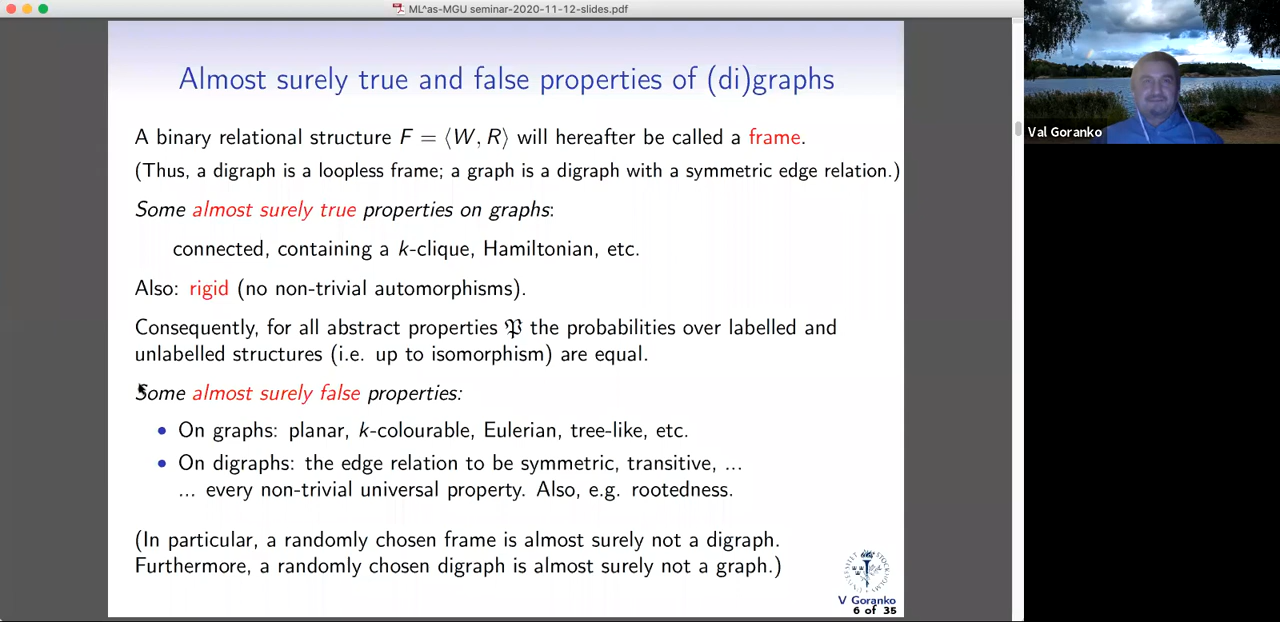 ML^as-MGU seminar-2020-11-12-slides.pdf
Almost surely true and false properties of (di)graphs
A binary relational structure F = ⟨W, R⟩ will hereafter be called a frame.
(Thus, a digraph is a loopless frame; a graph is a digraph with a symmetric edge relation.)
Some almost surely true properties on graphs:
connected, containing a k-clique, Hamiltonian, etc.
Also: rigid (no non-trivial automorphisms).
Consequently, for all abstract properties 𝔓 the probabilities over labelled and
unlabelled structures (i.e. up to isomorphism) are equal.
Some almost surely false properties:
• On graphs: planar, k-colourable, Eulerian, tree-like, etc.
• On digraphs: the edge relation to be symmetric, transitive, ...
... every non-trivial universal property. Also, e.g. rootedness.
(In particular, a randomly chosen frame is almost surely not a digraph.
Furthermore, a randomly chosen digraph is almost surely not a graph.)
V Goranko
6 of 35
Val Goranko